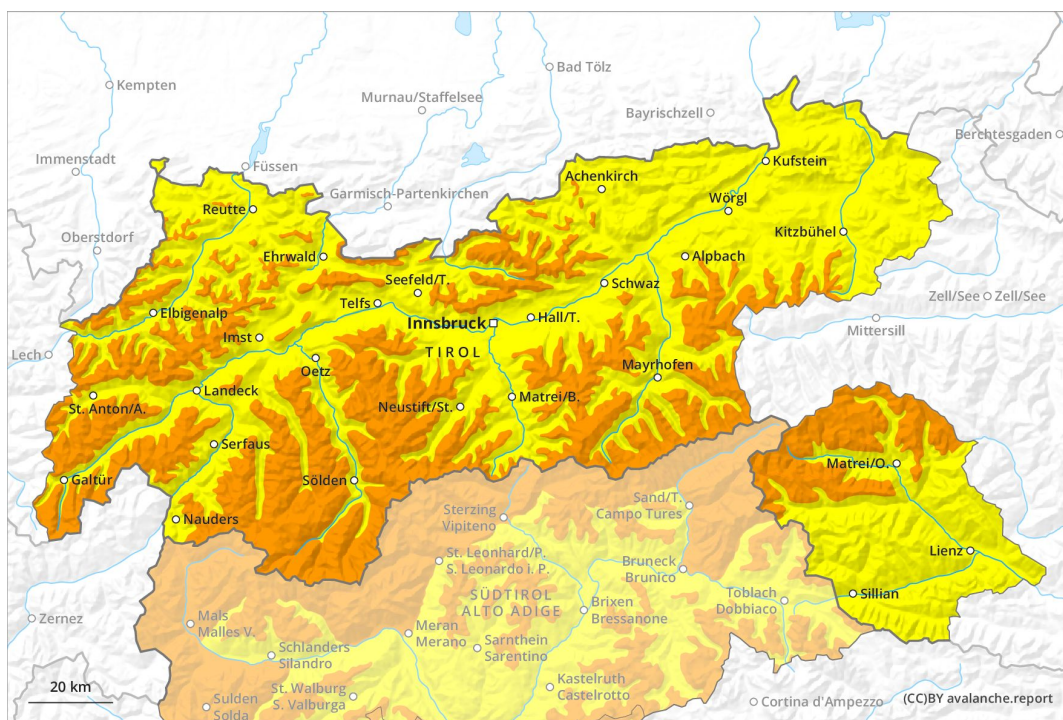 Bad Tölz
Kempten
Murnau/Staffelsee
Bayrischzell
Berchtesgaden
Immenstadt
Füssen
Kufstein
Achenkirch
Garmisch-Partenkirchen
Wörgl
Reutte
Oberstdorf
Kitzbühel
Ehrwald
Alpbach
Seefeld/T.
Schwaz
Zell/See
Zell/See
Telfs
Elbigenalp
Hall/T.
Innsbruck
Mittersill
Imst
Lech
TIROL
Mayrhofen
Oetz
Landeck
St. Anton/A.
Matrei/B.
Neustift/St.
Serfaus
Matrei/O.
Galtür
Sölden
Sand/T.
Campo Tures
Sterzing
Vipiteno
Nauders
Lienz
St. Leonhard/P.
S. Leonardo i. P.
Bruneck
Brunico
SÜDTIROL
ALTO ADIGE
Toblach
Dobbiaco
Sillian
Brixen
Bressanone
Zernez
Mals
Malles V.
Meran
Merano
Sarnthein
Sarentino
Schlanders
Silandro
20 km
Kastelruth
Castelrotto
St. Walburg
S. Valburga
Sulden
Solda
Cortina d'Ampezzo
(CC)BY avalanche.report